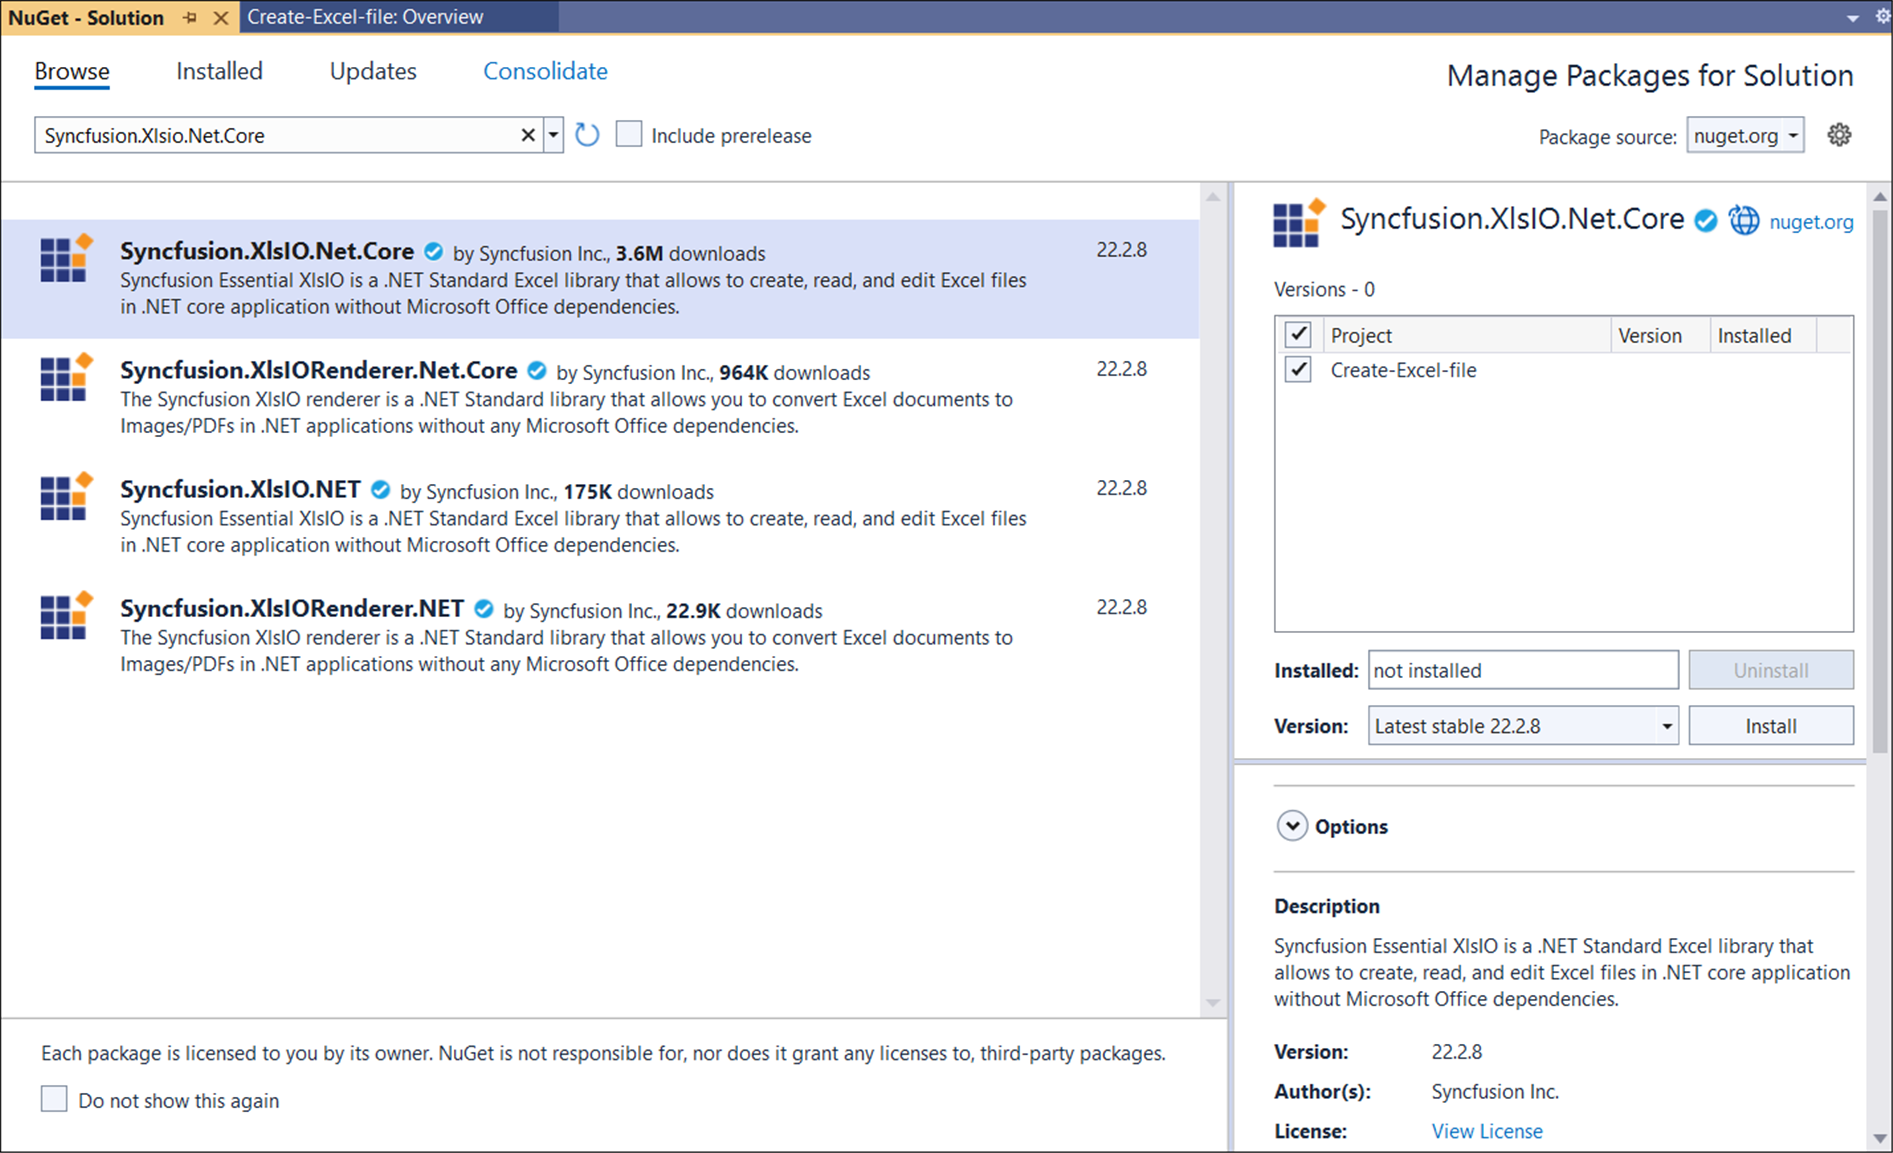 NuGet - Solution
Create-Excel-file: Overview
Browse
Installed
Updates
Consolidate
Manage Packages for Solution
Syncfusion.Xlsio.Net.Core
Include prerelease
Package source:
nuget.org
Syncfusion.XlsIO.Net.Core by Syncfusion Inc., 3.6M downloads
22.2.8
Syncfusion Essential XlsIO is a .NET Standard Excel library that allows to create, read, and edit Excel files
in .NET core application without Microsoft Office dependencies.
Syncfusion.XlsIORenderer.Net.Core by Syncfusion Inc., 964K downloads
22.2.8
The Syncfusion XlsIO renderer is a .NET Standard library that allows you to convert Excel documents to
Images/PDFs in .NET applications without any Microsoft Office dependencies.
Syncfusion.XlsIO.NET by Syncfusion Inc., 175K downloads
22.2.8
Syncfusion Essential XlsIO is a .NET Standard Excel library that allows to create, read, and edit Excel files
in .NET core application without Microsoft Office dependencies.
Syncfusion.XlsIORenderer.NET by Syncfusion Inc., 22.9K downloads
22.2.8
The Syncfusion XlsIO renderer is a .NET Standard library that allows you to convert Excel documents to
Images/PDFs in .NET applications without any Microsoft Office dependencies.
Each package is licensed to you by its owner. NuGet is not responsible for, nor does it grant any licenses to, third-party packages.
Do not show this again
Syncfusion.XlsIO.Net.Core
nuget.org
Versions - 0
Project
Version
Installed
Create-Excel-file
Installed:
not installed
Uninstall
Version:
Latest stable 22.2.8
Install
Options
Description
Syncfusion Essential XlsIO is a .NET Standard Excel library that
allows to create, read, and edit Excel files in .NET core application
without Microsoft Office dependencies.
Version: 22.2.8
Author(s): Syncfusion Inc.
License: View License